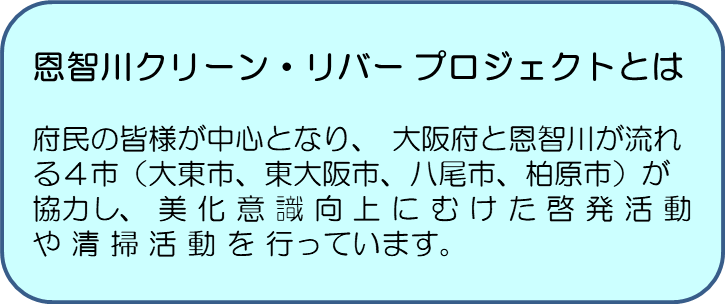 恩智川クリーン・リバー プロジェクトとは
府民の皆様が中心となり、 大阪府と恩智川が流れ
る４市（大東市、東大阪市、八尾市、柏原市）が
協力し、 美 化 意 識 向 上 に む け た 啓 発 活 動
や 清 掃 活 動 を 行っています。